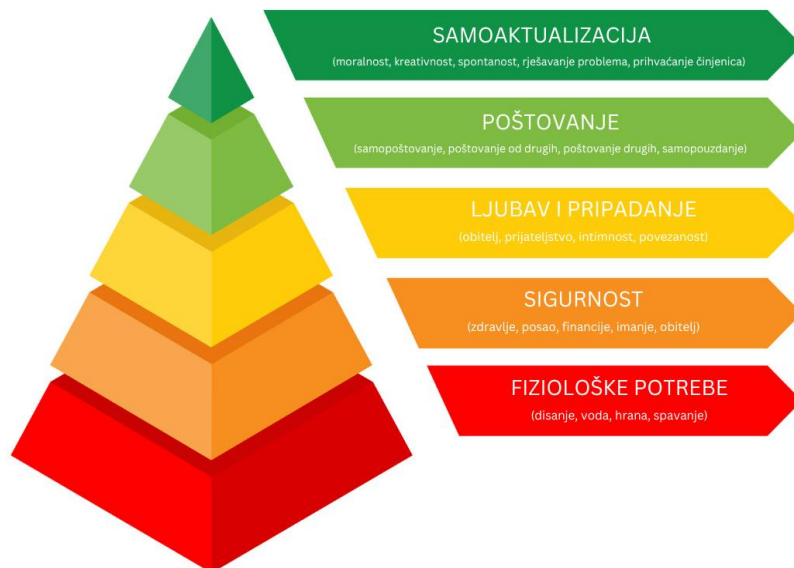 SAMOAKTUALIZACIJA
(moralnost, kreativnost, spontanost, rješavanje problema, prihvaćanje činjenica)
POŠTOVANJE
(samopoštovanje, poštovanje od drugih, poštovanje drugih, samopouzdanje)
LJUBAV I PRIPADANJE
(obitelj, prijateljstvo, intimnost, povezanost)
SIGURNOST
(zdravlje, posao, financije, imanje, obitelj)
FIZIOLOŠKE POTREBE
(disanje, voda, hrana, spavanje)